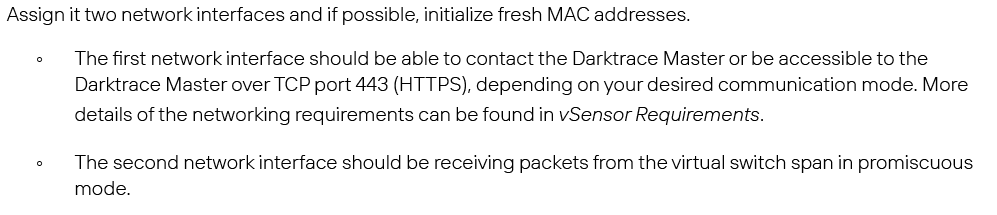 Assign it two network interfaces and if possible, initialize fresh MAC addresses.
◦ The first network interface should be able to contact the Darktrace Master or be accessible to the
Darktrace Master over TCP port 443 (HTTPS), depending on your desired communication mode. More
details of the networking requirements can be found in vSensor Requirements.
◦ The second network interface should be receiving packets from the virtual switch span in promiscuous
mode.